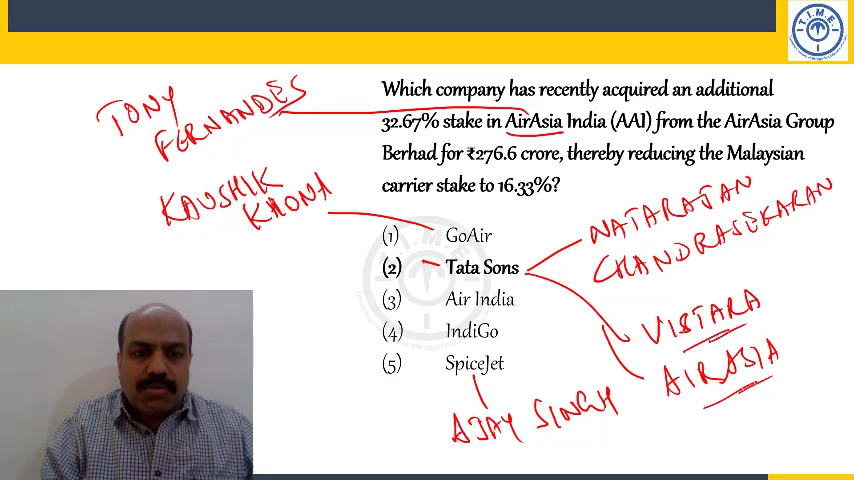 T.I.M.E.
Which company has recently acquired an additional
32.67% stake in AirAsia India (AAI) from the AirAsia Group
Berhad for ₹276.6 crore, thereby reducing the Malaysian
carrier stake to 16.33%?
(1) GoAir
(2) Tata Sons
(3) Air India
(4) IndiGo
(5) SpiceJet
TONY
FERNANDES
KAUSHIK
KHONA
NATARAJAN
CHANDRASEKARAN
VISTARA
AIRASIA
AJAY SINGH